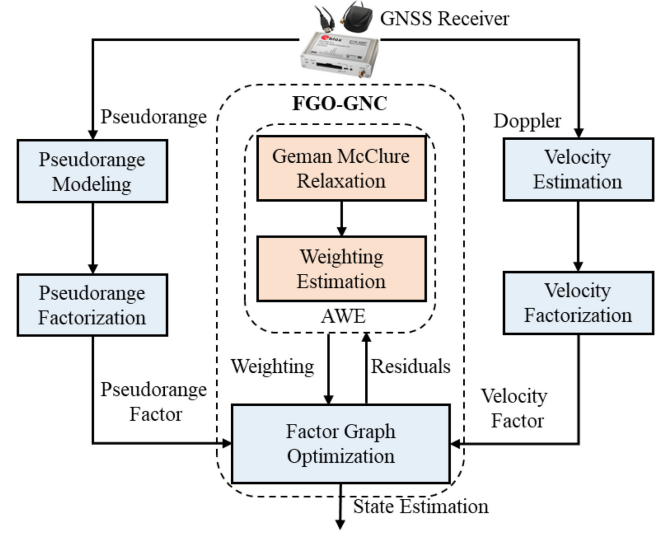 GNSS Receiver
FGO-GNC
Pseudorange
Doppler
Pseudorange
Modeling
Geman McClure
Relaxation
Velocity
Estimation
Weighting
Estimation
Pseudorange
Factorization
Velocity
Factorization
AWE
Weighting
Residuals
Pseudorange
Factor
Velocity
Factor
Factor Graph
Optimization
State Estimation